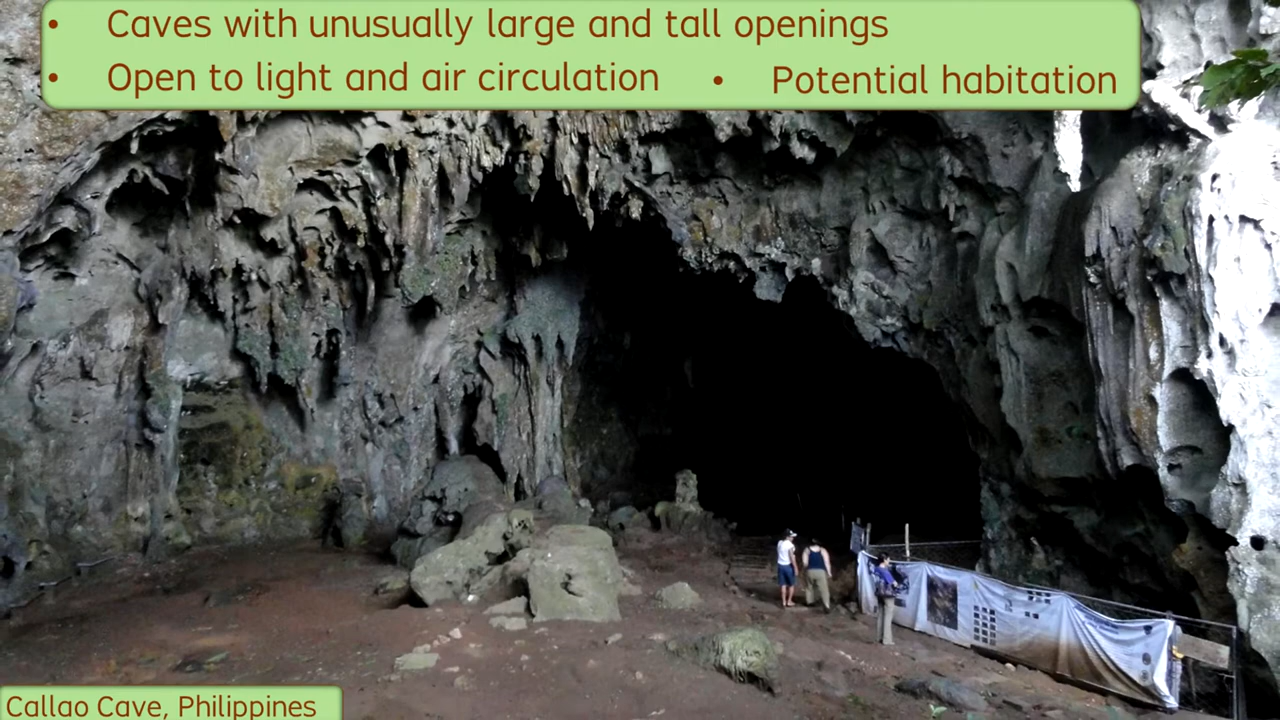 • Caves with unusually large and tall openings
• Open to light and air circulation • Potential habitation
Callao Cave, Philippines